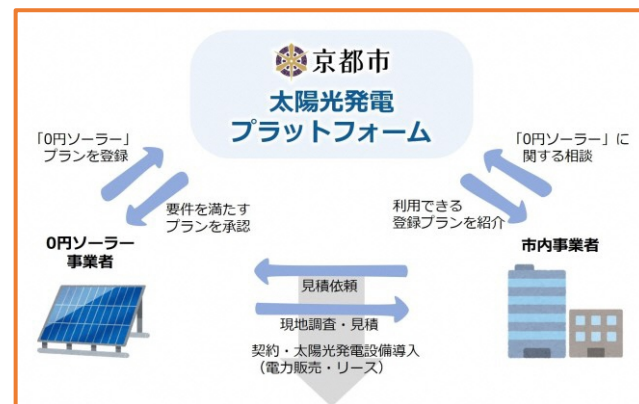 京都市
太陽光発電
プラットフォーム
「0円ソーラー」
プランを登録
「0円ソーラー」に
関する相談
要件を満たす
プランを承認
利用できる
登録プランを紹介
0円ソーラー
事業者
市内事業者
見積依頼
現地調査・見積
契約・太陽光発電設備導入
（電力販売・リース）